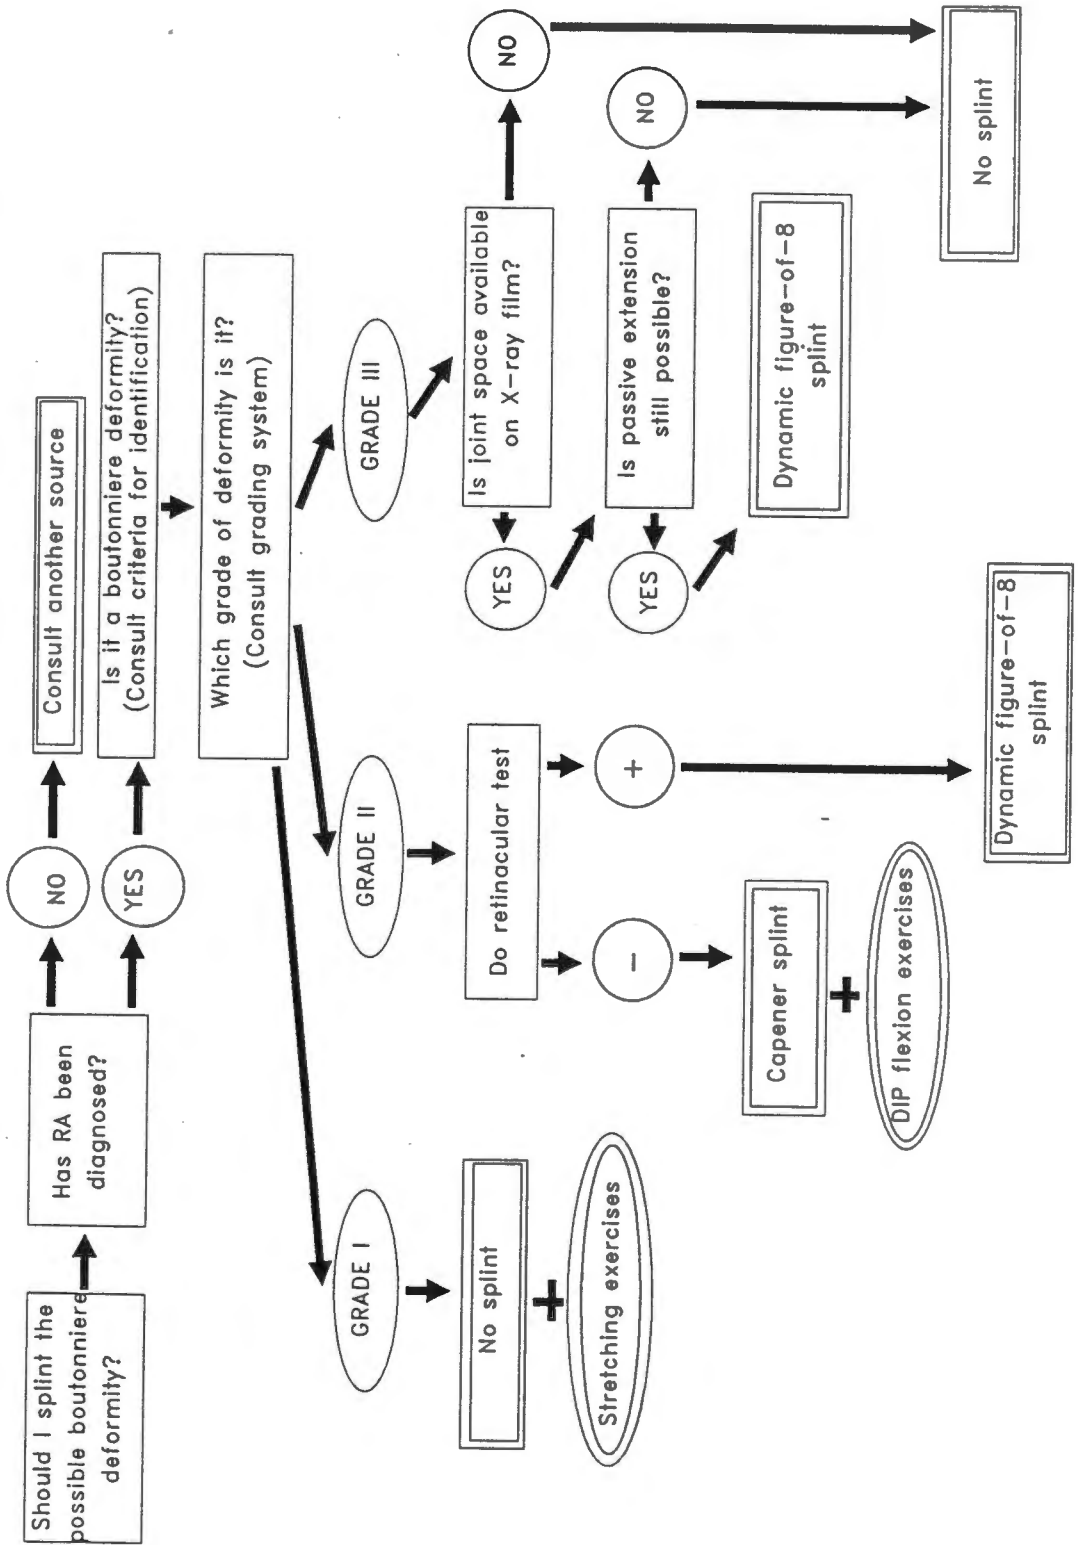 Should I splint the
possible boutonniere
deformity?
Has RA been
diagnosed?
NO
YES
Consult another source
Is it a boutonniere deformity?
(Consult criteria for identification)
Which grade of deformity is it?
(Consult grading system)
GRADE I
GRADE II
GRADE III
No splint
+
Stretching exercises
Do retinacular test
-
+
Capener splint
+
DIP flexion exercises
Dynamic figure-of-8
splint
Is joint space available
on X-ray film?
YES
NO
Is passive extension
still possible?
YES
NO
Dynamic figure-of-8
splint
No splint